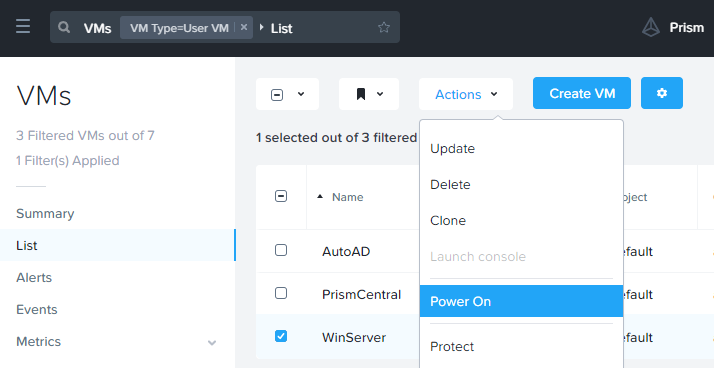 VMs VM Type=User VM × List Prism
VMs
3 Filtered VMs out of 7
1 Filter(s) Applied
Summary
List
Alerts
Events
Metrics
Actions Create VM
1 selected out of 3 filtered
Name
AutoAD
PrismCentral
WinServer
Update
Delete
Clone
Launch console
Power On
Protect
oject
efault
efault
efault